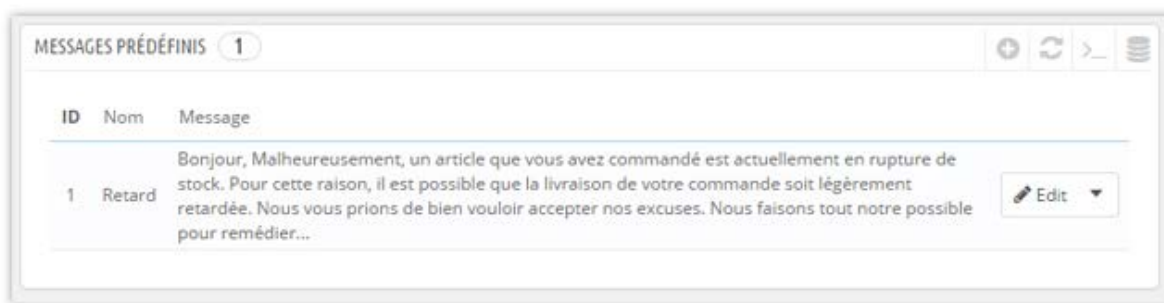 MESSAGES PRÉDÉFINIS 1
ID Nom Message
Bonjour, Malheureusement, un article que vous avez commandé est actuellement en rupture de
1 Retard stock. Pour cette raison, il est possible que la livraison de votre commande soit légèrement
retardée. Nous vous prions de bien vouloir accepter nos excuses. Nous faisons tout notre possible
pour remédier...
Edit